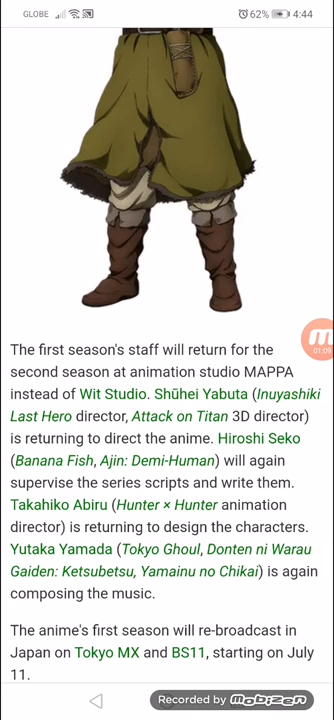 GLOBE 62% 4:44
01:09
The first season's staff will return for the
second season at animation studio MAPPA
instead of Wit Studio. Shūhei Yabuta (Inuyashiki
Last Hero director, Attack on Titan 3D director)
is returning to direct the anime. Hiroshi Seko
(Banana Fish, Ajin: Demi-Human) will again
supervise the series scripts and write them.
Takahiko Abiru (Hunter × Hunter animation
director) is returning to design the characters.
Yutaka Yamada (Tokyo Ghoul, Donten ni Warau
Gaiden: Ketsubetsu, Yamainu no Chikai) is again
composing the music.
The anime's first season will re-broadcast in
Japan on Tokyo MX and BS11, starting on July
11.
Recorded by Mobizen